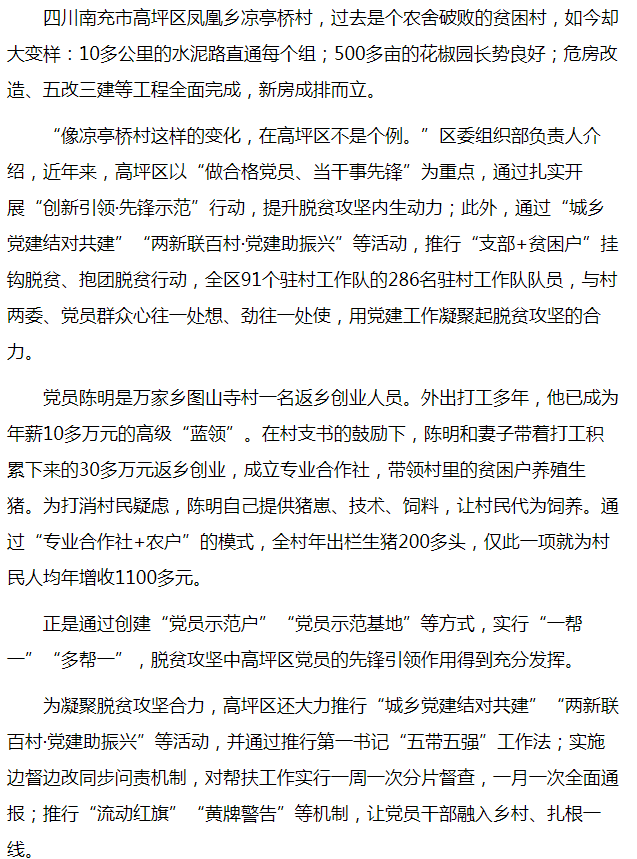 四川南充市高坪区凤凰乡凉亭桥村，过去是个农舍破败的贫困村，如今却
大变样：10多公里的水泥路直通每个组；500多亩的花椒园长势良好；危房改
造、五改三建等工程全面完成，新房成排而立。
“像凉亭桥村这样的变化，在高坪区不是个例。”区委组织部负责人介
绍，近年来，高坪区以“做合格党员、当干事先锋”为重点，通过扎实开
展“创新引领·先锋示范”行动，提升脱贫攻坚内生动力；此外，通过“城乡
党建结对共建”“两新联百村·党建助振兴”等活动，推行“支部+贫困户”挂
钩脱贫、抱团脱贫行动，全区91个驻村工作队的286名驻村工作队队员，与村
两委、党员群众心往一处想、劲往一处使，用党建工作凝聚起脱贫攻坚的合
力。
党员陈明是万家乡图山寺村一名返乡创业人员。外出打工多年，他已成为
年薪10多万元的高级“蓝领”。在村支书的鼓励下，陈明和妻子带着打工积
累下来的30多万元返乡创业，成立专业合作社，带领村里的贫困户养殖生
猪。为打消村民疑虑，陈明自己提供猪崽、技术、饲料，让村民代为饲养。通
过“专业合作社+农户”的模式，全村年出栏生猪200多头，仅此一项就为村
民人均年增收1100多元。
正是通过创建“党员示范户”“党员示范基地”等方式，实行“一帮
一”“多帮一”，脱贫攻坚中高坪区党员的先锋引领作用得到充分发挥。
为凝聚脱贫攻坚合力，高坪区还大力推行“城乡党建结对共建”“两新联
百村·党建助振兴”等活动，并通过推行第一书记“五带五强”工作法；实施
边督边改同步问责机制，对帮扶工作实行一周一次分片督查，一月一次全面通
报；推行“流动红旗”“黄牌警告”等机制，让党员干部融入乡村、扎根一
线。